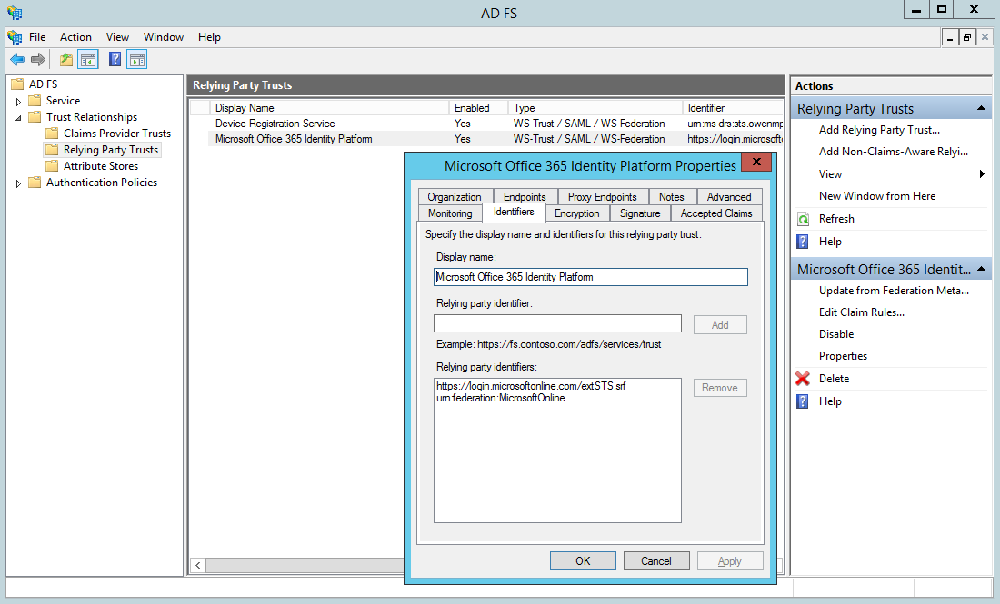 AD FS
File Action View Window Help
AD FS
Service
Trust Relationships
Claims Provider Trusts
Relying Party Trusts
Attribute Stores
Authentication Policies
Relying Party Trusts
Display Name Enabled Type Identifier
Device Registration Service Yes WS-Trust / SAML / WS-Federation urn:ms-drs:sts.owenmp
Microsoft Office 365 Identity Platform Yes WS-Trust / SAML / WS-Federation https://login.microsoft
Microsoft Office 365 Identity Platform Properties
Organization Endpoints Proxy Endpoints Notes Advanced
Monitoring Identifiers Encryption Signature Accepted Claims
Specify the display name and identifiers for this relying party trust.
Display name:
Microsoft Office 365 Identity Platform
Relying party identifier:
Add
Example: https://fs.contoso.com/adfs/services/trust
Relying party identifiers:
https://login.microsoftonline.com/extSTS.srf
urn:federation:MicrosoftOnline
Remove
OK Cancel Apply
Actions
Relying Party Trusts
Add Relying Party Trust...
Add Non-Claims-Aware Relyi...
View
New Window from Here
Refresh
Help
Microsoft Office 365 Identit...
Update from Federation Meta...
Edit Claim Rules...
Disable
Properties
Delete
Help